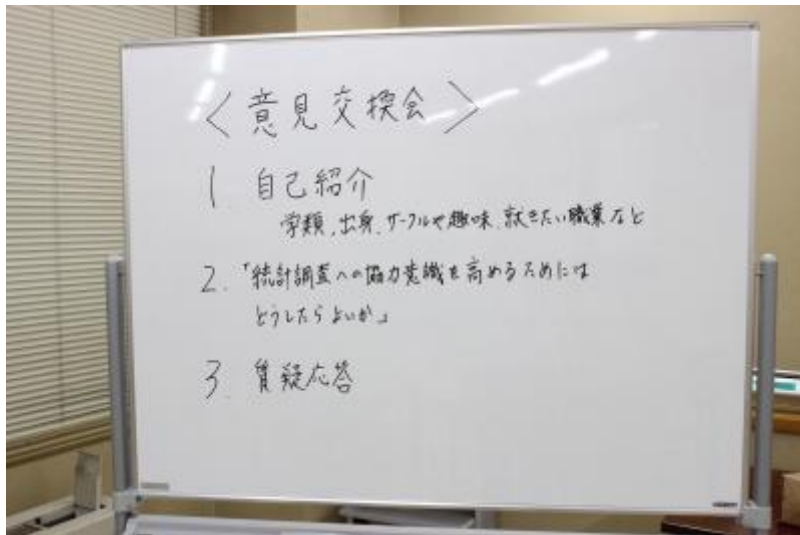 ＜意見交換会＞
1. 自己紹介
学類、出身、サークルや趣味、就きたい職業など
2.「統計調査への協力意識を高めるためには
どうしたらよいか」
3. 質疑応答